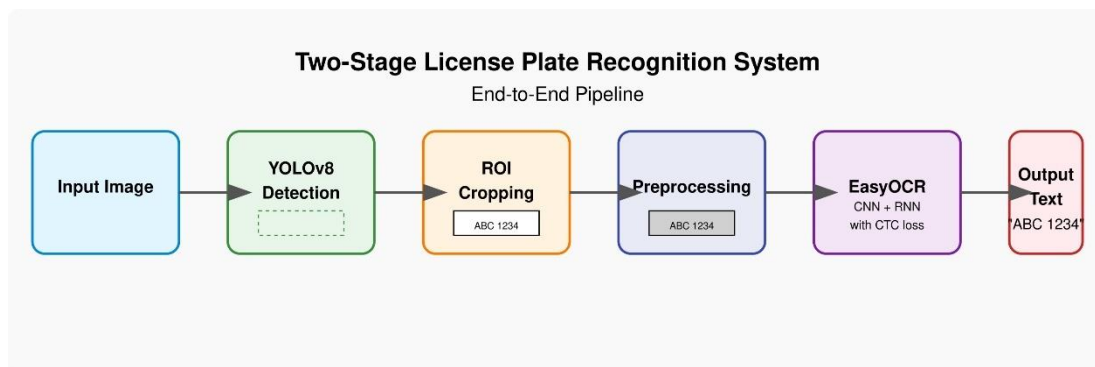 Two-Stage License Plate Recognition System
End-to-End Pipeline
Input Image
YOLOv8
Detection
ROI
Cropping
ABC 1234
Preprocessing
ABC 1234
EasyOCR
CNN + RNN
with CTC loss
Output
Text
"ABC 1234"